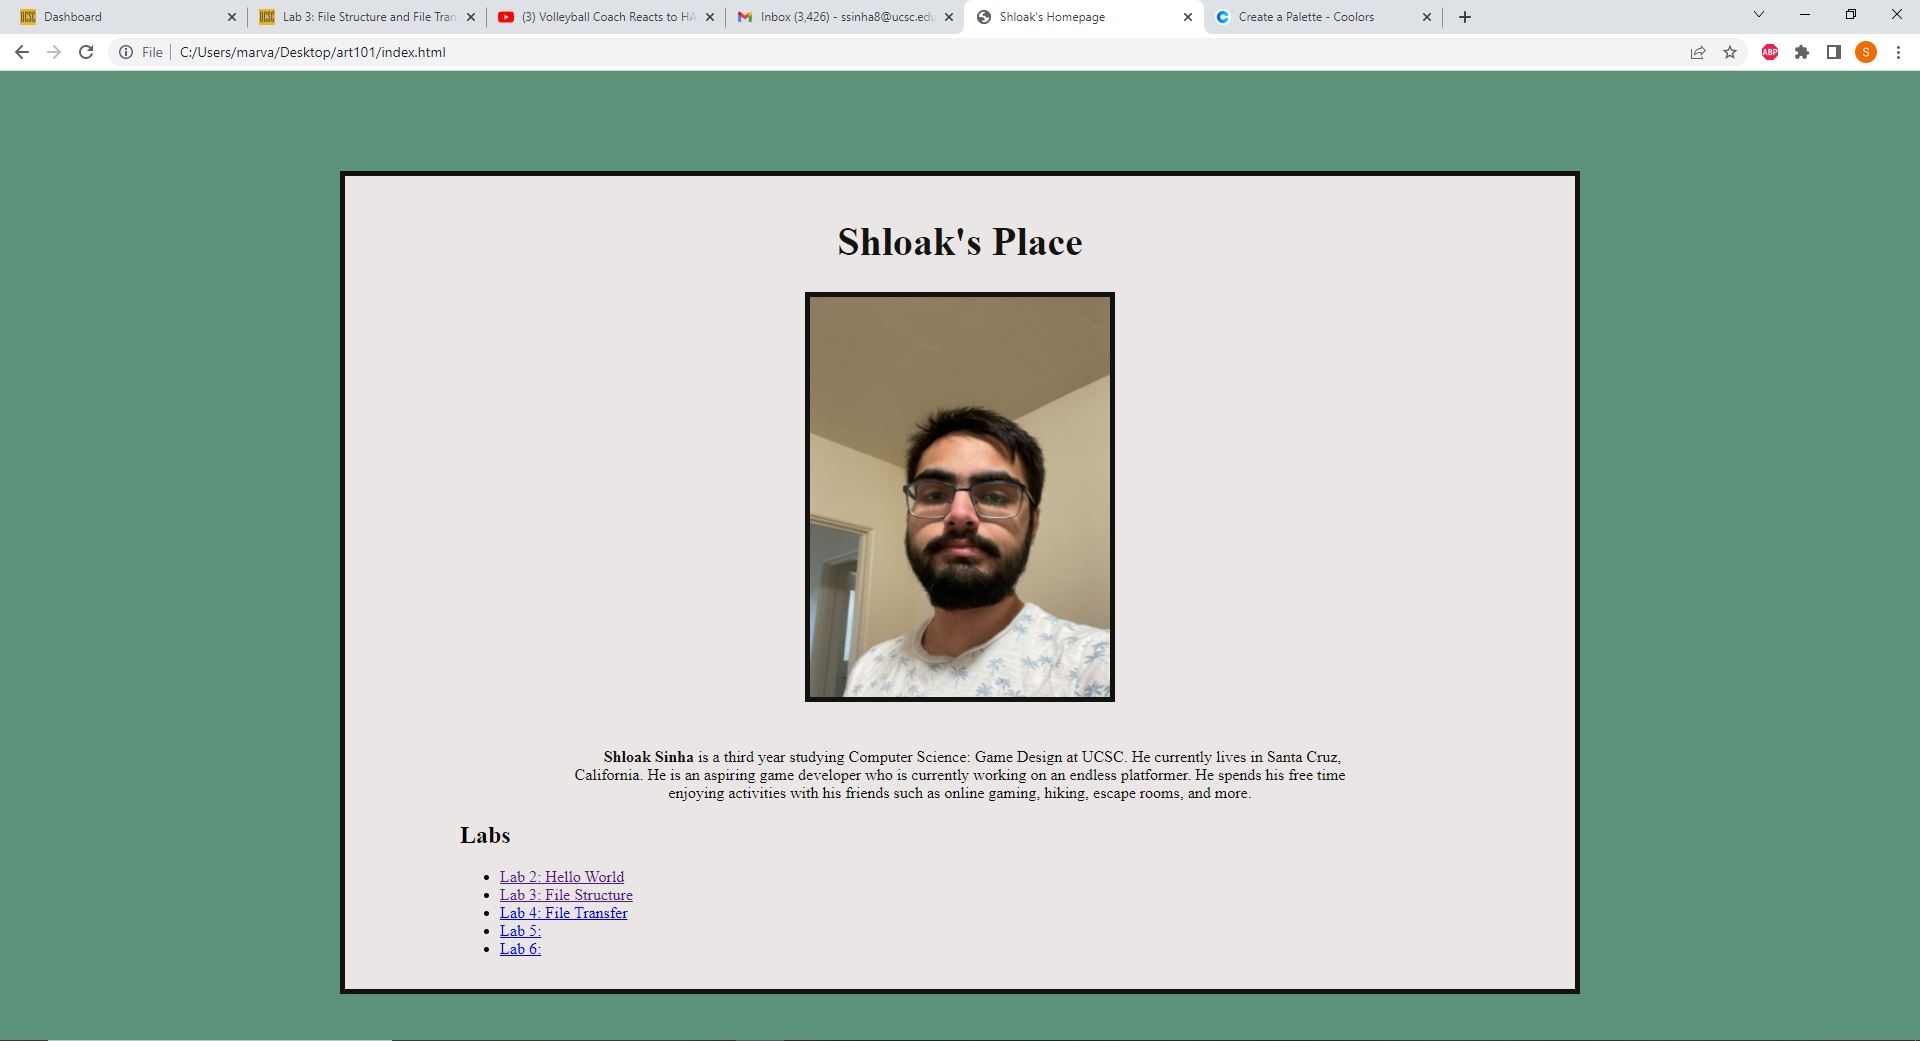 Dashboard
Lab 3: File Structure and File Tran
(3) Volleyball Coach Reacts to HA
Inbox (3,426) - ssinha8@ucsc.edu
Shloak's Homepage
Create a Palette - Coolors
File
C:/Users/marva/Desktop/art101/index.html
ABP
S
Shloak's Place
Shloak Sinha is a third year studying Computer Science: Game Design at UCSC. He currently lives in Santa Cruz,
California. He is an aspiring game developer who is currently working on an endless platformer. He spends his free time
enjoying activities with his friends such as online gaming, hiking, escape rooms, and more.
Labs
Lab 2: Hello World
Lab 3: File Structure
Lab 4: File Transfer
Lab 5:
Lab 6: